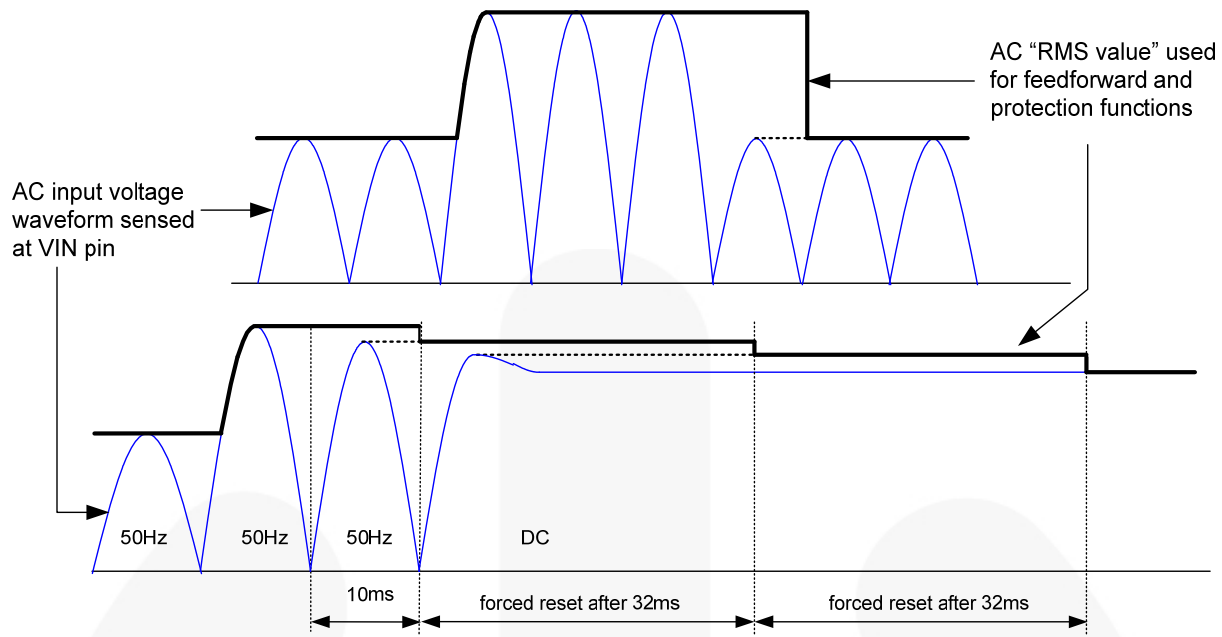 AC “RMS value” used
for feedforward and
protection functions
AC input voltage
waveform sensed
at VIN pin
50Hz
50Hz
50Hz
DC
10ms
forced reset after 32ms
forced reset after 32ms